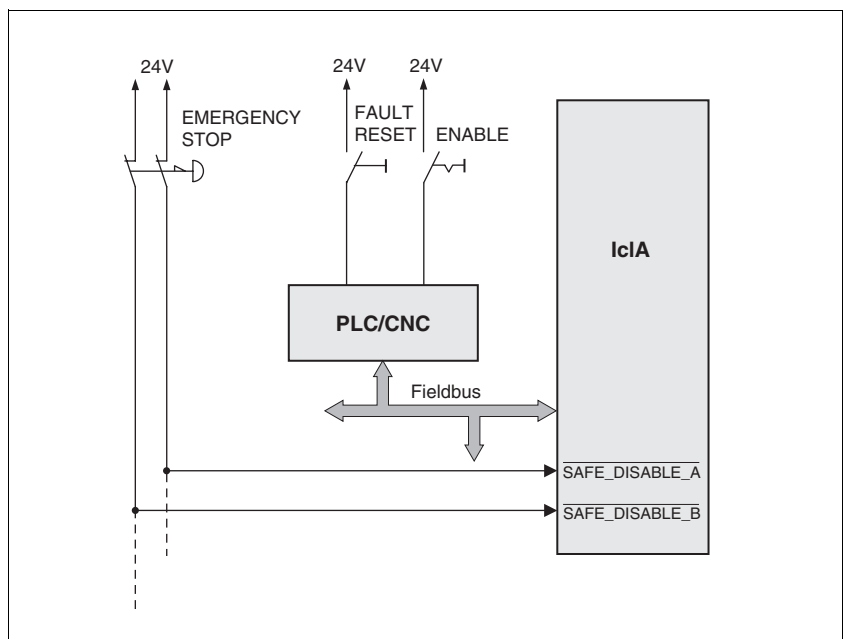 24V
24V
24V
EMERGENCY
STOP
FAULT
RESET
ENABLE
IclA
PLC/CNC
Fieldbus
SAFE_DISABLE_A
SAFE_DISABLE_B